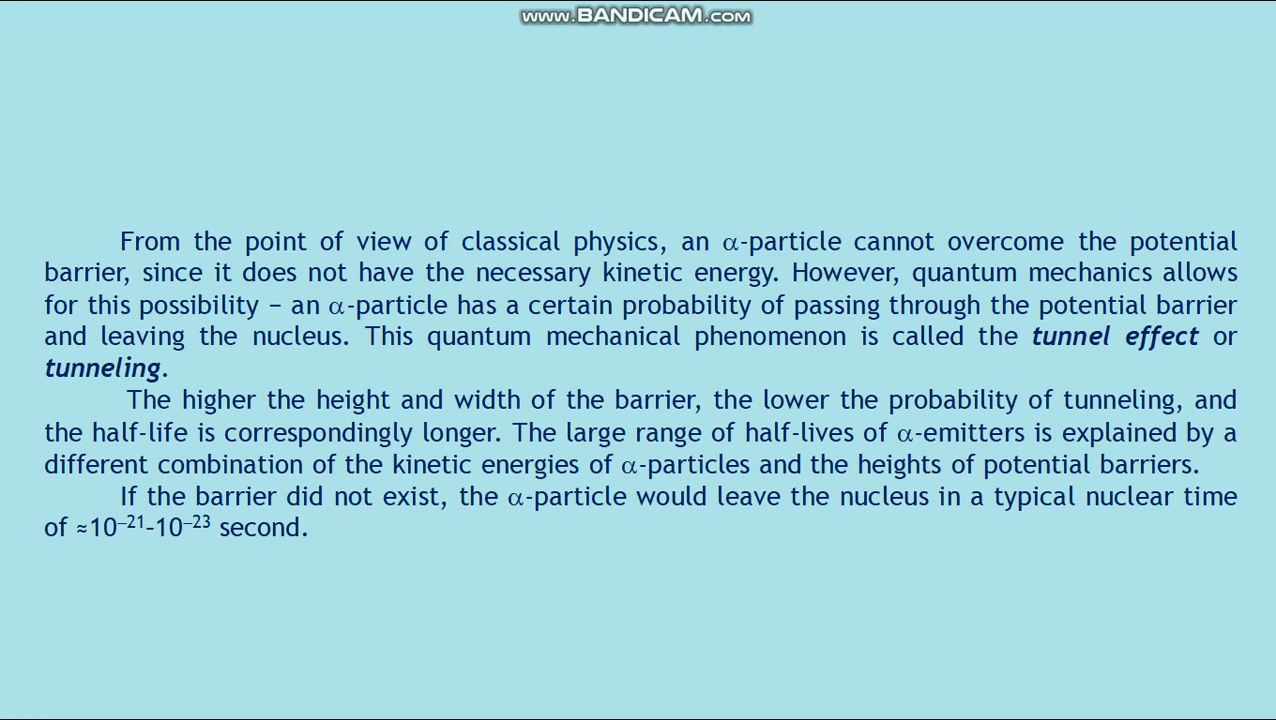 www.BANDICAM.com
From the point of view of classical physics, an α-particle cannot overcome the potential
barrier, since it does not have the necessary kinetic energy. However, quantum mechanics allows
for this possibility – an α-particle has a certain probability of passing through the potential barrier
and leaving the nucleus. This quantum mechanical phenomenon is called the tunnel effect or
tunneling.
The higher the height and width of the barrier, the lower the probability of tunneling, and
the half-life is correspondingly longer. The large range of half-lives of α-emitters is explained by a
different combination of the kinetic energies of α-particles and the heights of potential barriers.
If the barrier did not exist, the α-particle would leave the nucleus in a typical nuclear time
of ≈10⁻²¹–10⁻²³ second.